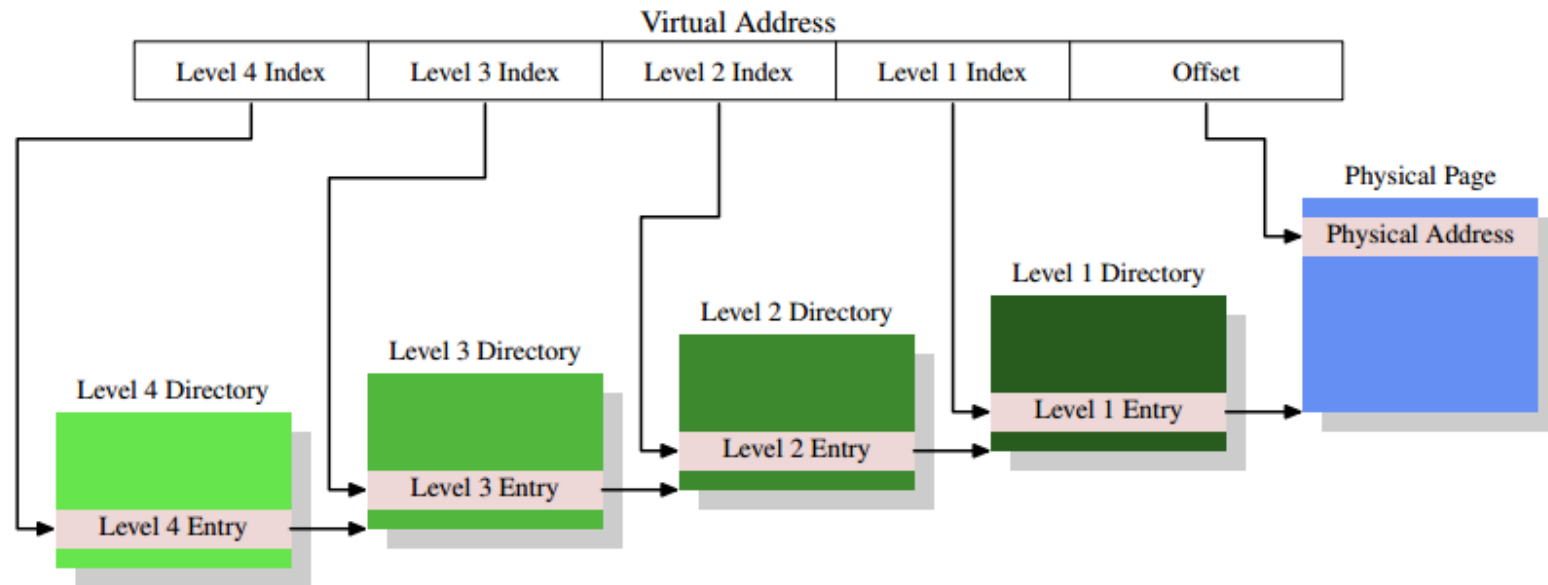 Virtual Address
Level 4 Index Level 3 Index Level 2 Index Level 1 Index Offset
Physical Page
Physical Address
Level 1 Directory
Level 1 Entry
Level 2 Directory
Level 2 Entry
Level 3 Directory
Level 3 Entry
Level 4 Directory
Level 4 Entry